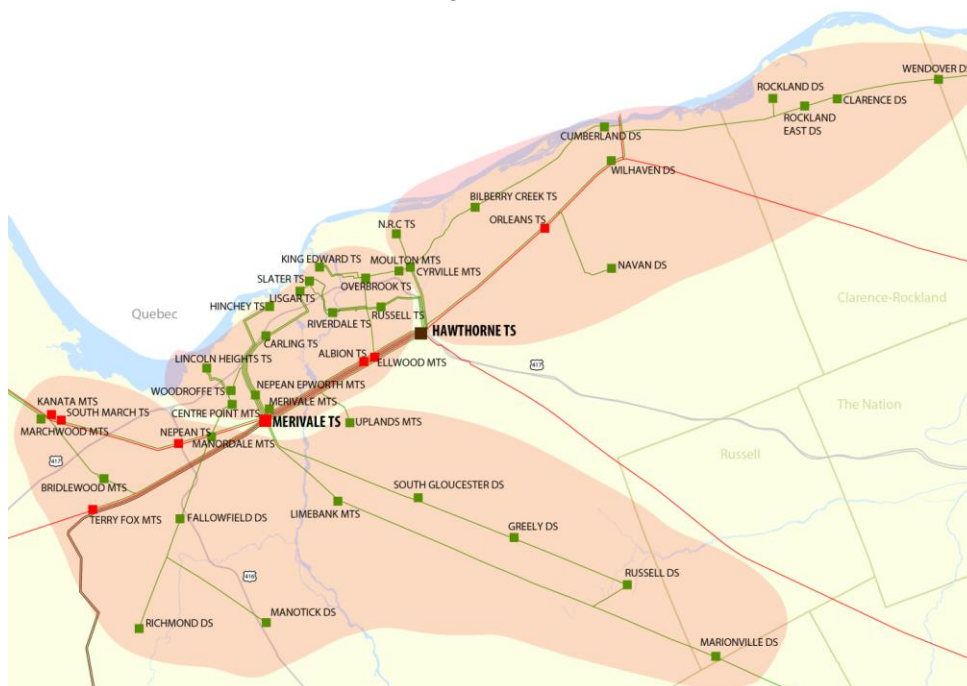 WENDOVER DS
ROCKLAND DS
CLARENCE DS
ROCKLAND
EAST DS
CUMBERLAND DS
WILHAVEN DS
BILBERRY CREEK TS
ORLEANS TS
N.R.C TS
KING EDWARD TS
MOULTON MTS
CYRVILLE MTS
NAVAN DS
SLATER TS
OVERBROOK TS
LISGAR TS
HINCHEY TS
Quebec
RUSSELL TS
RIVERDALE TS
Clarence-Rockland
HAWTHORNE TS
CARLING TS
ALBION TS
ELLWOOD MTS
LINCOLN HEIGHTS TS
417
NEPEAN EPWORTH MTS
WOODROFFE TS
KANATA MTS
MERIVALE MTS
The Nation
SOUTH MARCH TS
CENTRE POINT MTS
MERIVALE TS
UPLANDS MTS
MARCHWOOD MTS
NEPEAN TS
MANORDALE MTS
Russell
417
BRIDLEWOOD MTS
SOUTH GLOUCESTER DS
LIMEBANK MTS
TERRY FOX MTS
FALLOWFIELD DS
GREELY DS
416
RUSSELL DS
MANOTICK DS
RICHMOND DS
MARIONVILLE DS